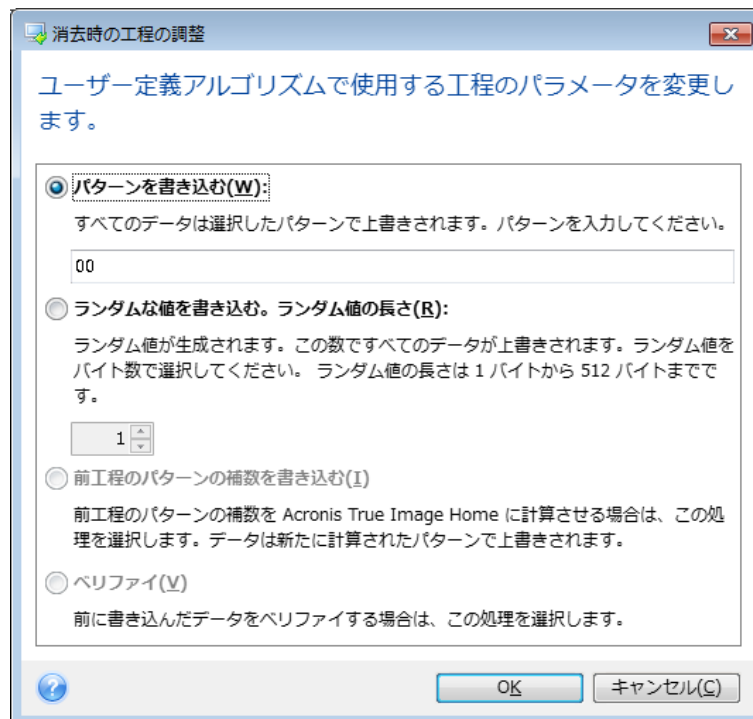 消去時の工程の調整
ユーザー定義アルゴリズムで使用する工程のパラメータを変更し
ます。
パターンを書き込む(W):
すべてのデータは選択したパターンで上書きされます。パターンを入力してください。
00
ランダムな値を書き込む。ランダム値の長さ(R):
ランダム値が生成されます。この数ですべてのデータが上書きされます。ランダム値を
バイト数で選択してください。 ランダム値の長さは 1 バイトから 512 バイトまでで
す。
1
前工程のパターンの補数を書き込む(I)
前工程のパターンの補数を Acronis True Image Home に計算させる場合は、この処
理を選択します。データは新たに計算されたパターンで上書きされます。
ベリファイ(V)
前に書き込んだデータをベリファイする場合は、この処理を選択します。
OK
キャンセル(C)